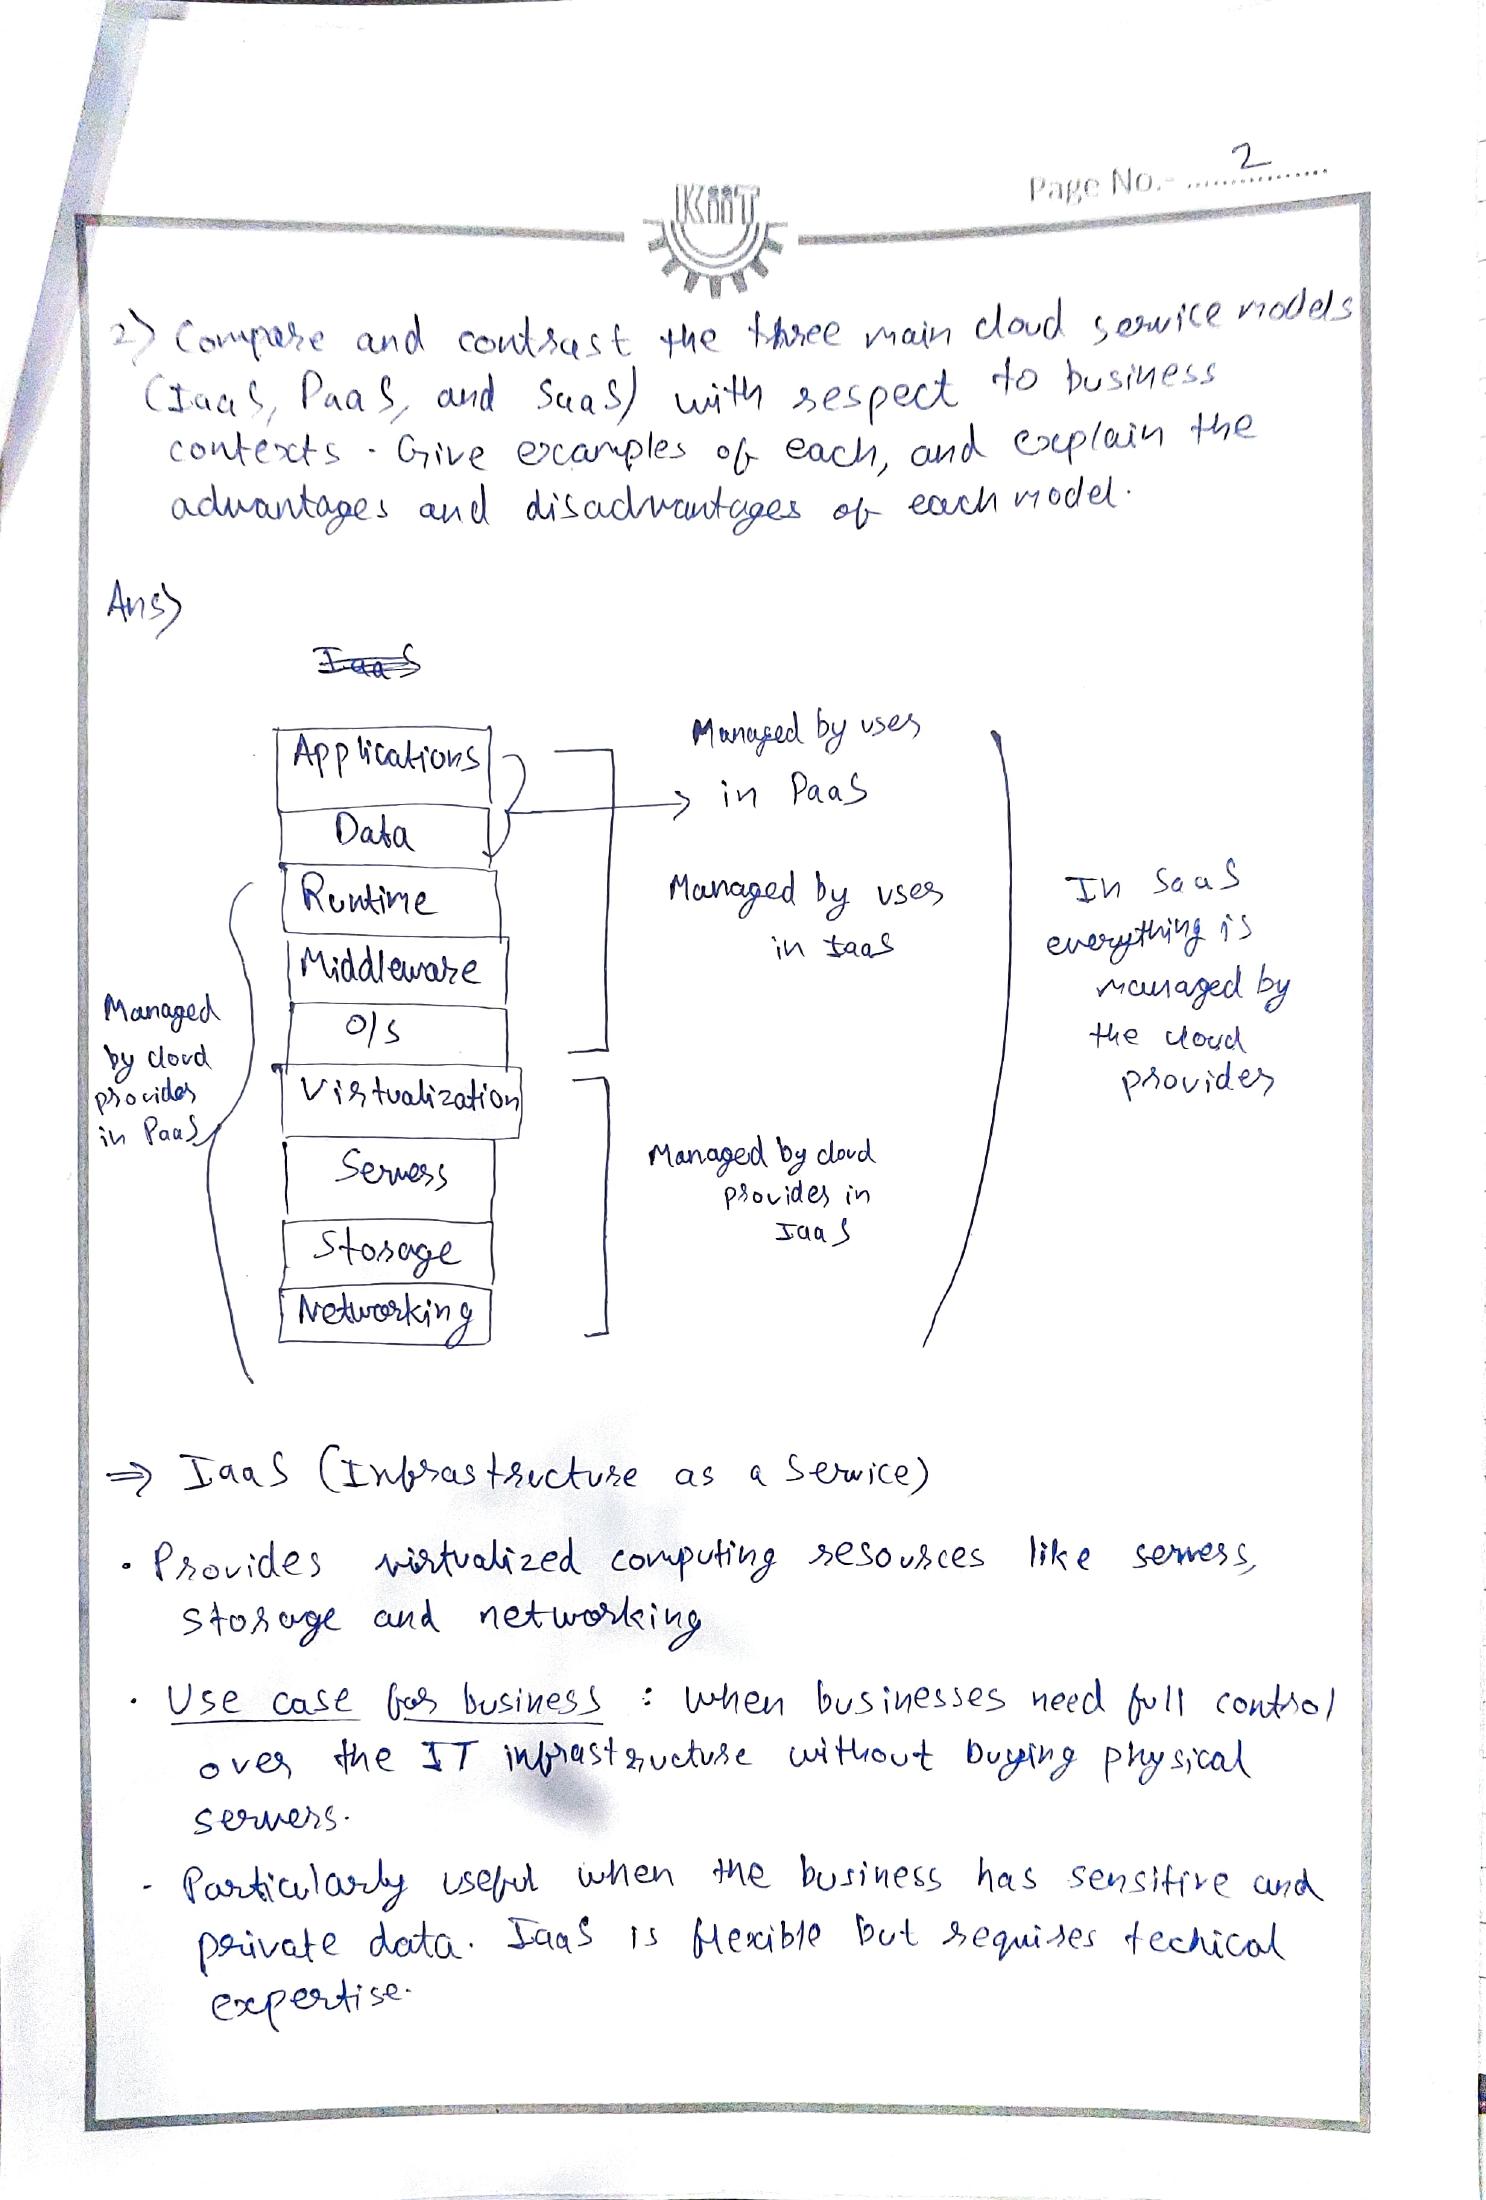 Page No.- 2
KIIT
2) Compare and contrast the three main cloud service models
(IaaS, PaaS, and SaaS) with respect to business
contexts. Give examples of each, and explain the
advantages and disadvantages of each model.
Ans)
IaaS
Applications
Data
Runtime
Middleware
O/S
Virtualization
Servers
Storage
Networking
Managed
by cloud
provider
in PaaS
Managed by user
in PaaS
Managed by user
in IaaS
Managed by cloud
provider in
IaaS
In SaaS
everything is
managed by
the cloud
provider
⇒ IaaS (Infrastructure as a Service)
• Provides virtualized computing resources like servers,
storage and networking
• Use case for business : when businesses need full control
over the IT infrastructure without buying physical
servers.
- Particularly useful when the business has sensitive and
private data. IaaS is flexible but requires techical
expertise.